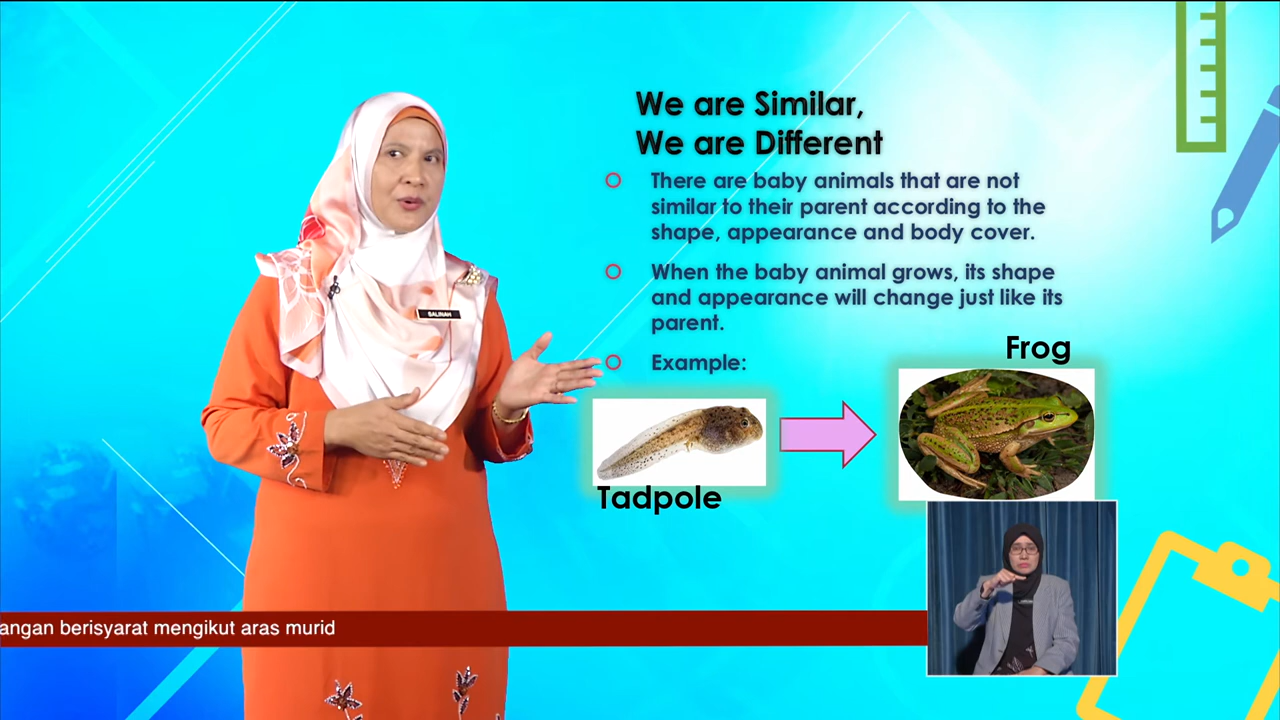 We are Similar,
We are Different
There are baby animals that are not
similar to their parent according to the
shape, appearance and body cover.
When the baby animal grows, its shape
and appearance will change just like its
parent.
Example:
Frog
Tadpole
SALINAH
angan berisyarat mengikut aras murid